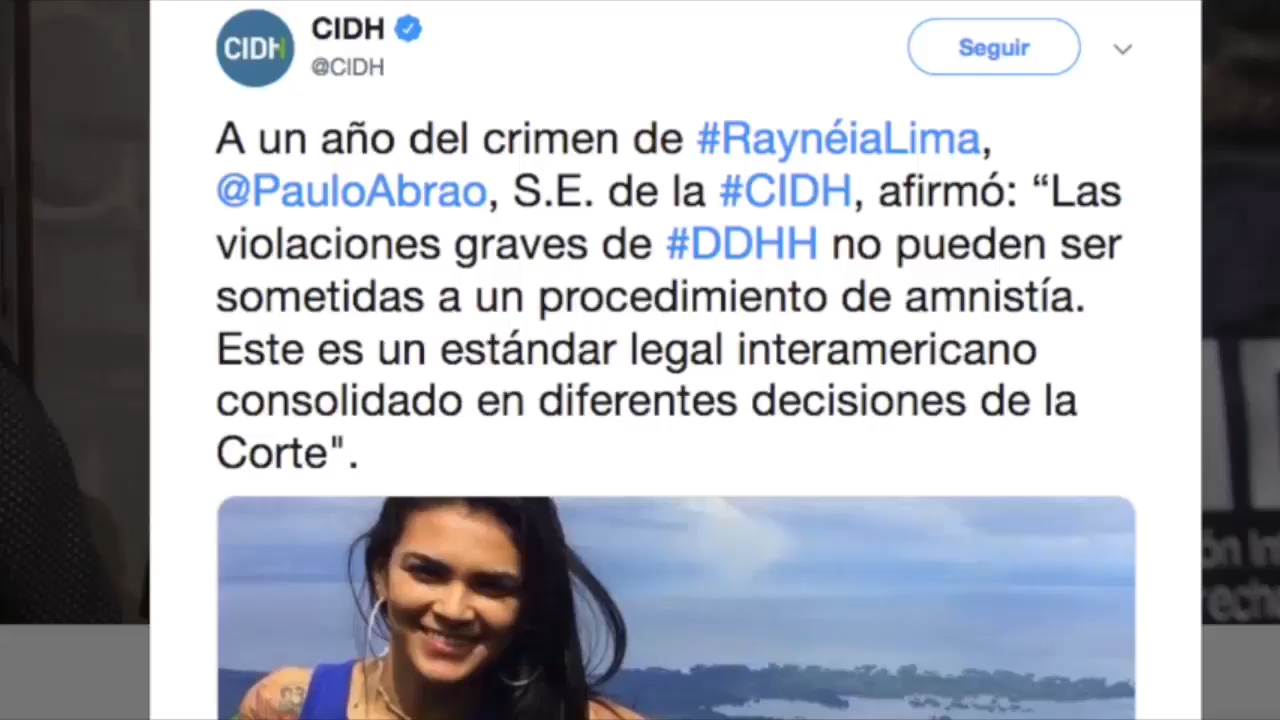 CIDH
CIDH
@CIDH
Seguir
A un año del crimen de #RaynéiaLima,
@PauloAbrao, S.E. de la #CIDH, afirmó: “Las
violaciones graves de #DDHH no pueden ser
sometidas a un procedimiento de amnistía.
Este es un estándar legal interamericano
consolidado en diferentes decisiones de la
Corte".